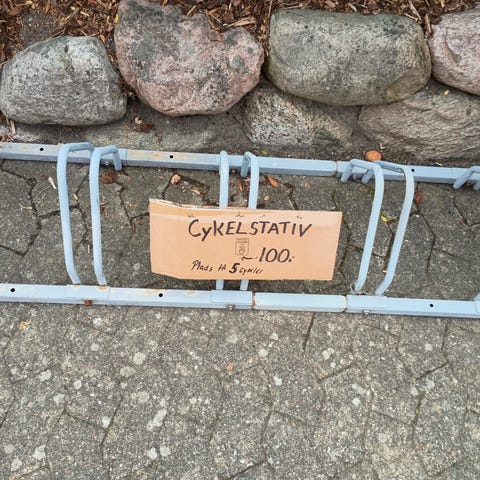 CYKELSTATIV
100.-
Plads til 5 cykler